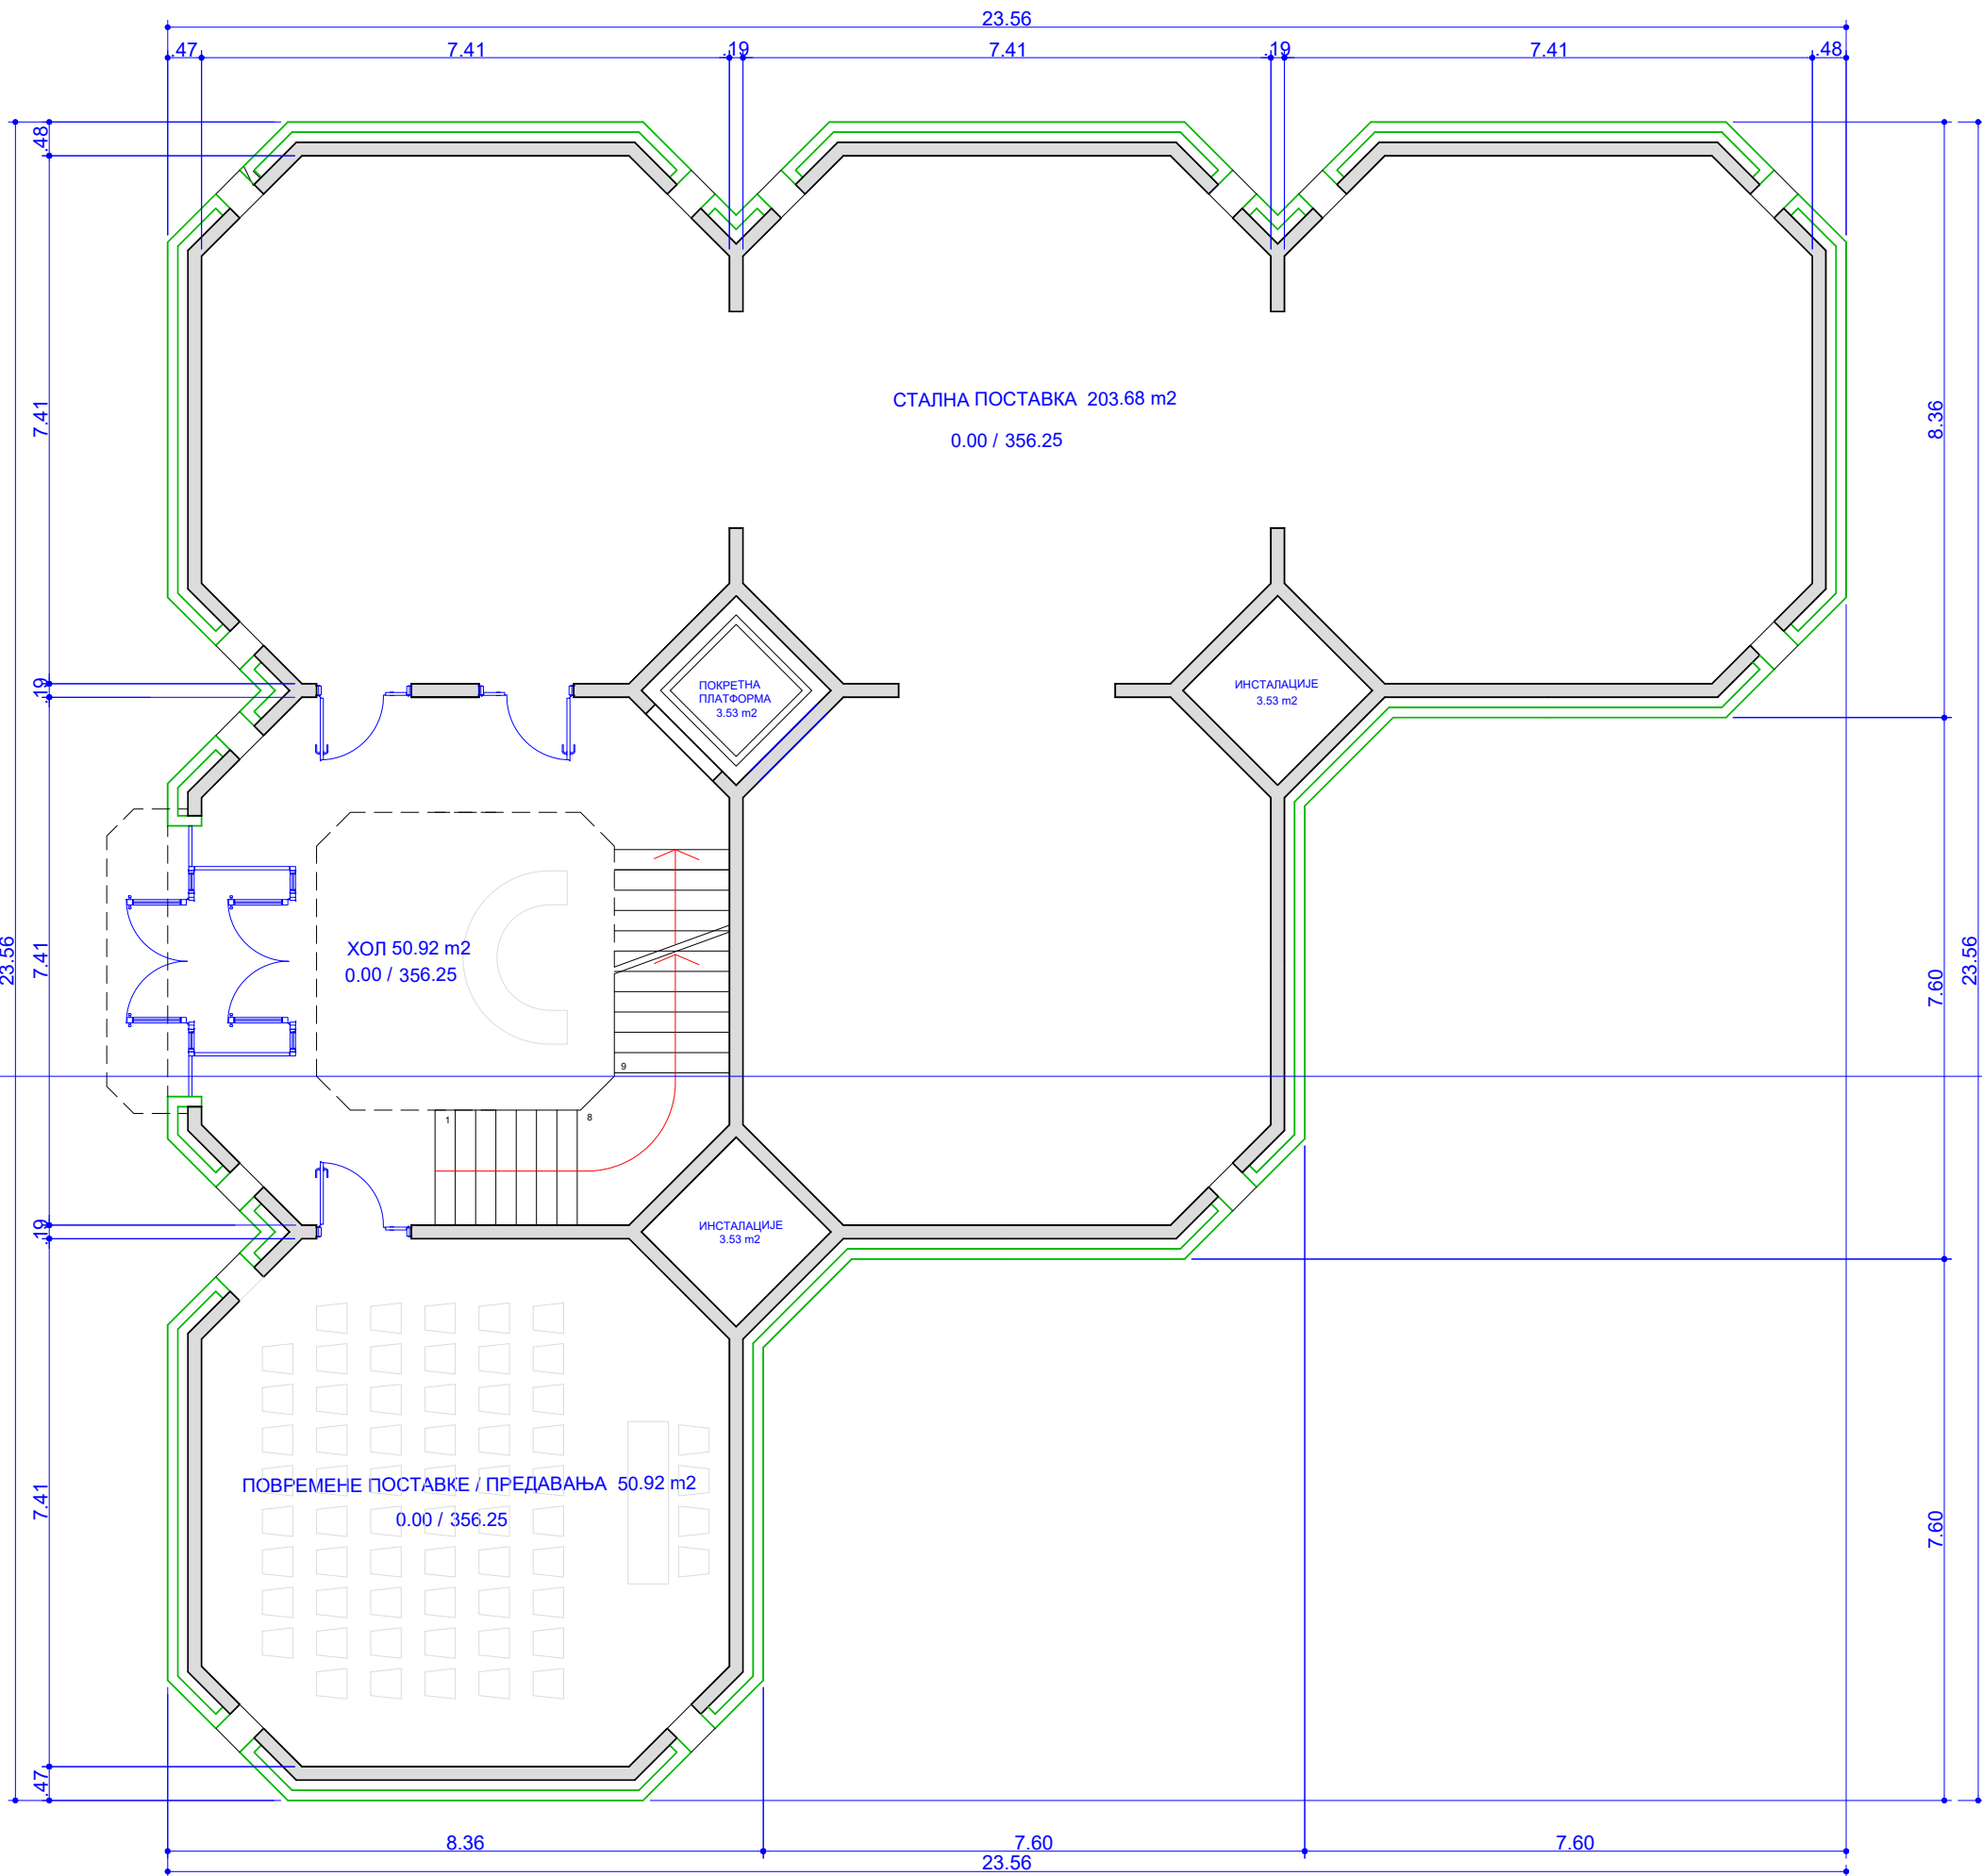 23.56
.47 7.41 .19 7.41 .19 7.41 .48
.48
7.41
.19
7.41
.19
7.41
.47
23.56
СТАЛНА ПОСТАВКА 203.68 m2
0.00 / 356.25
8.36
7.60
7.60
23.56
ПОКРЕТНА
ПЛАТФОРМА
3.53 m2
ИНСТАЛАЦИЈЕ
3.53 m2
ХОЛ 50.92 m2
0.00 / 356.25
9
1
8
ИНСТАЛАЦИЈЕ
3.53 m2
ПОВРЕМЕНЕ ПОСТАВКЕ / ПРЕДАВАЊА 50.92 m2
0.00 / 356.25
8.36 7.60 7.60
23.56